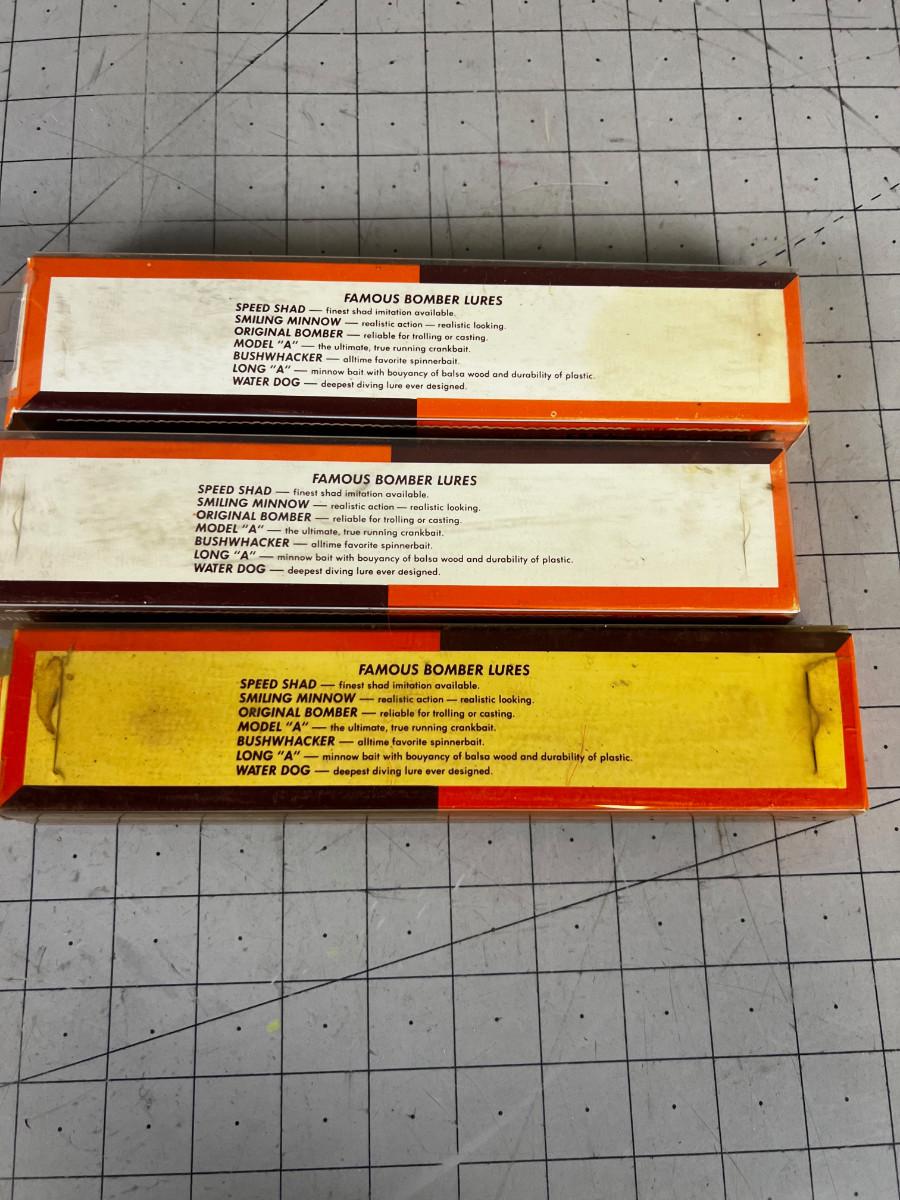 FAMOUS BOMBER LURES
SPEED SHAD — finest shad imitation available.
SMILING MINNOW — realistic action — realistic looking.
ORIGINAL BOMBER — reliable for trolling or casting.
MODEL "A" — the ultimate, true running crankbait.
BUSHWHACKER — alltime favorite spinnerbait.
LONG "A" — minnow bait with bouyancy of balsa wood and durability of plastic.
WATER DOG — deepest diving lure ever designed.
FAMOUS BOMBER LURES
SPEED SHAD — finest shad imitation available.
SMILING MINNOW — realistic action — realistic looking.
ORIGINAL BOMBER — reliable for trolling or casting.
MODEL "A" — the ultimate, true running crankbait.
BUSHWHACKER — alltime favorite spinnerbait.
LONG "A" — minnow bait with bouyancy of balsa wood and durability of plastic.
WATER DOG — deepest diving lure ever designed.
FAMOUS BOMBER LURES
SPEED SHAD — finest shad imitation available.
SMILING MINNOW — realistic action — realistic looking.
ORIGINAL BOMBER — reliable for trolling or casting.
MODEL "A" — the ultimate, true running crankbait.
BUSHWHACKER — alltime favorite spinnerbait.
LONG "A" — minnow bait with bouyancy of balsa wood and durability of plastic.
WATER DOG — deepest diving lure ever designed.